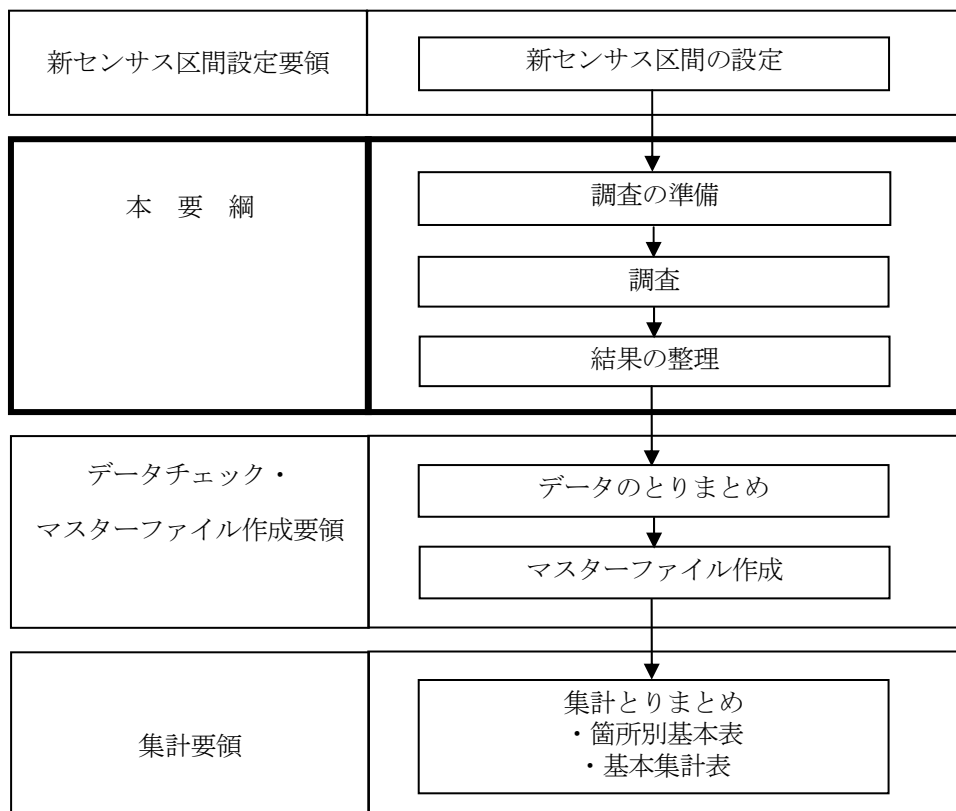 新センサス区間設定要領
新センサス区間の設定
本 要 綱
調査の準備
調査
結果の整理
データチェック・
マスターファイル作成要領
データのとりまとめ
マスターファイル作成
集計要領
集計とりまとめ
・箇所別基本表
・基本集計表